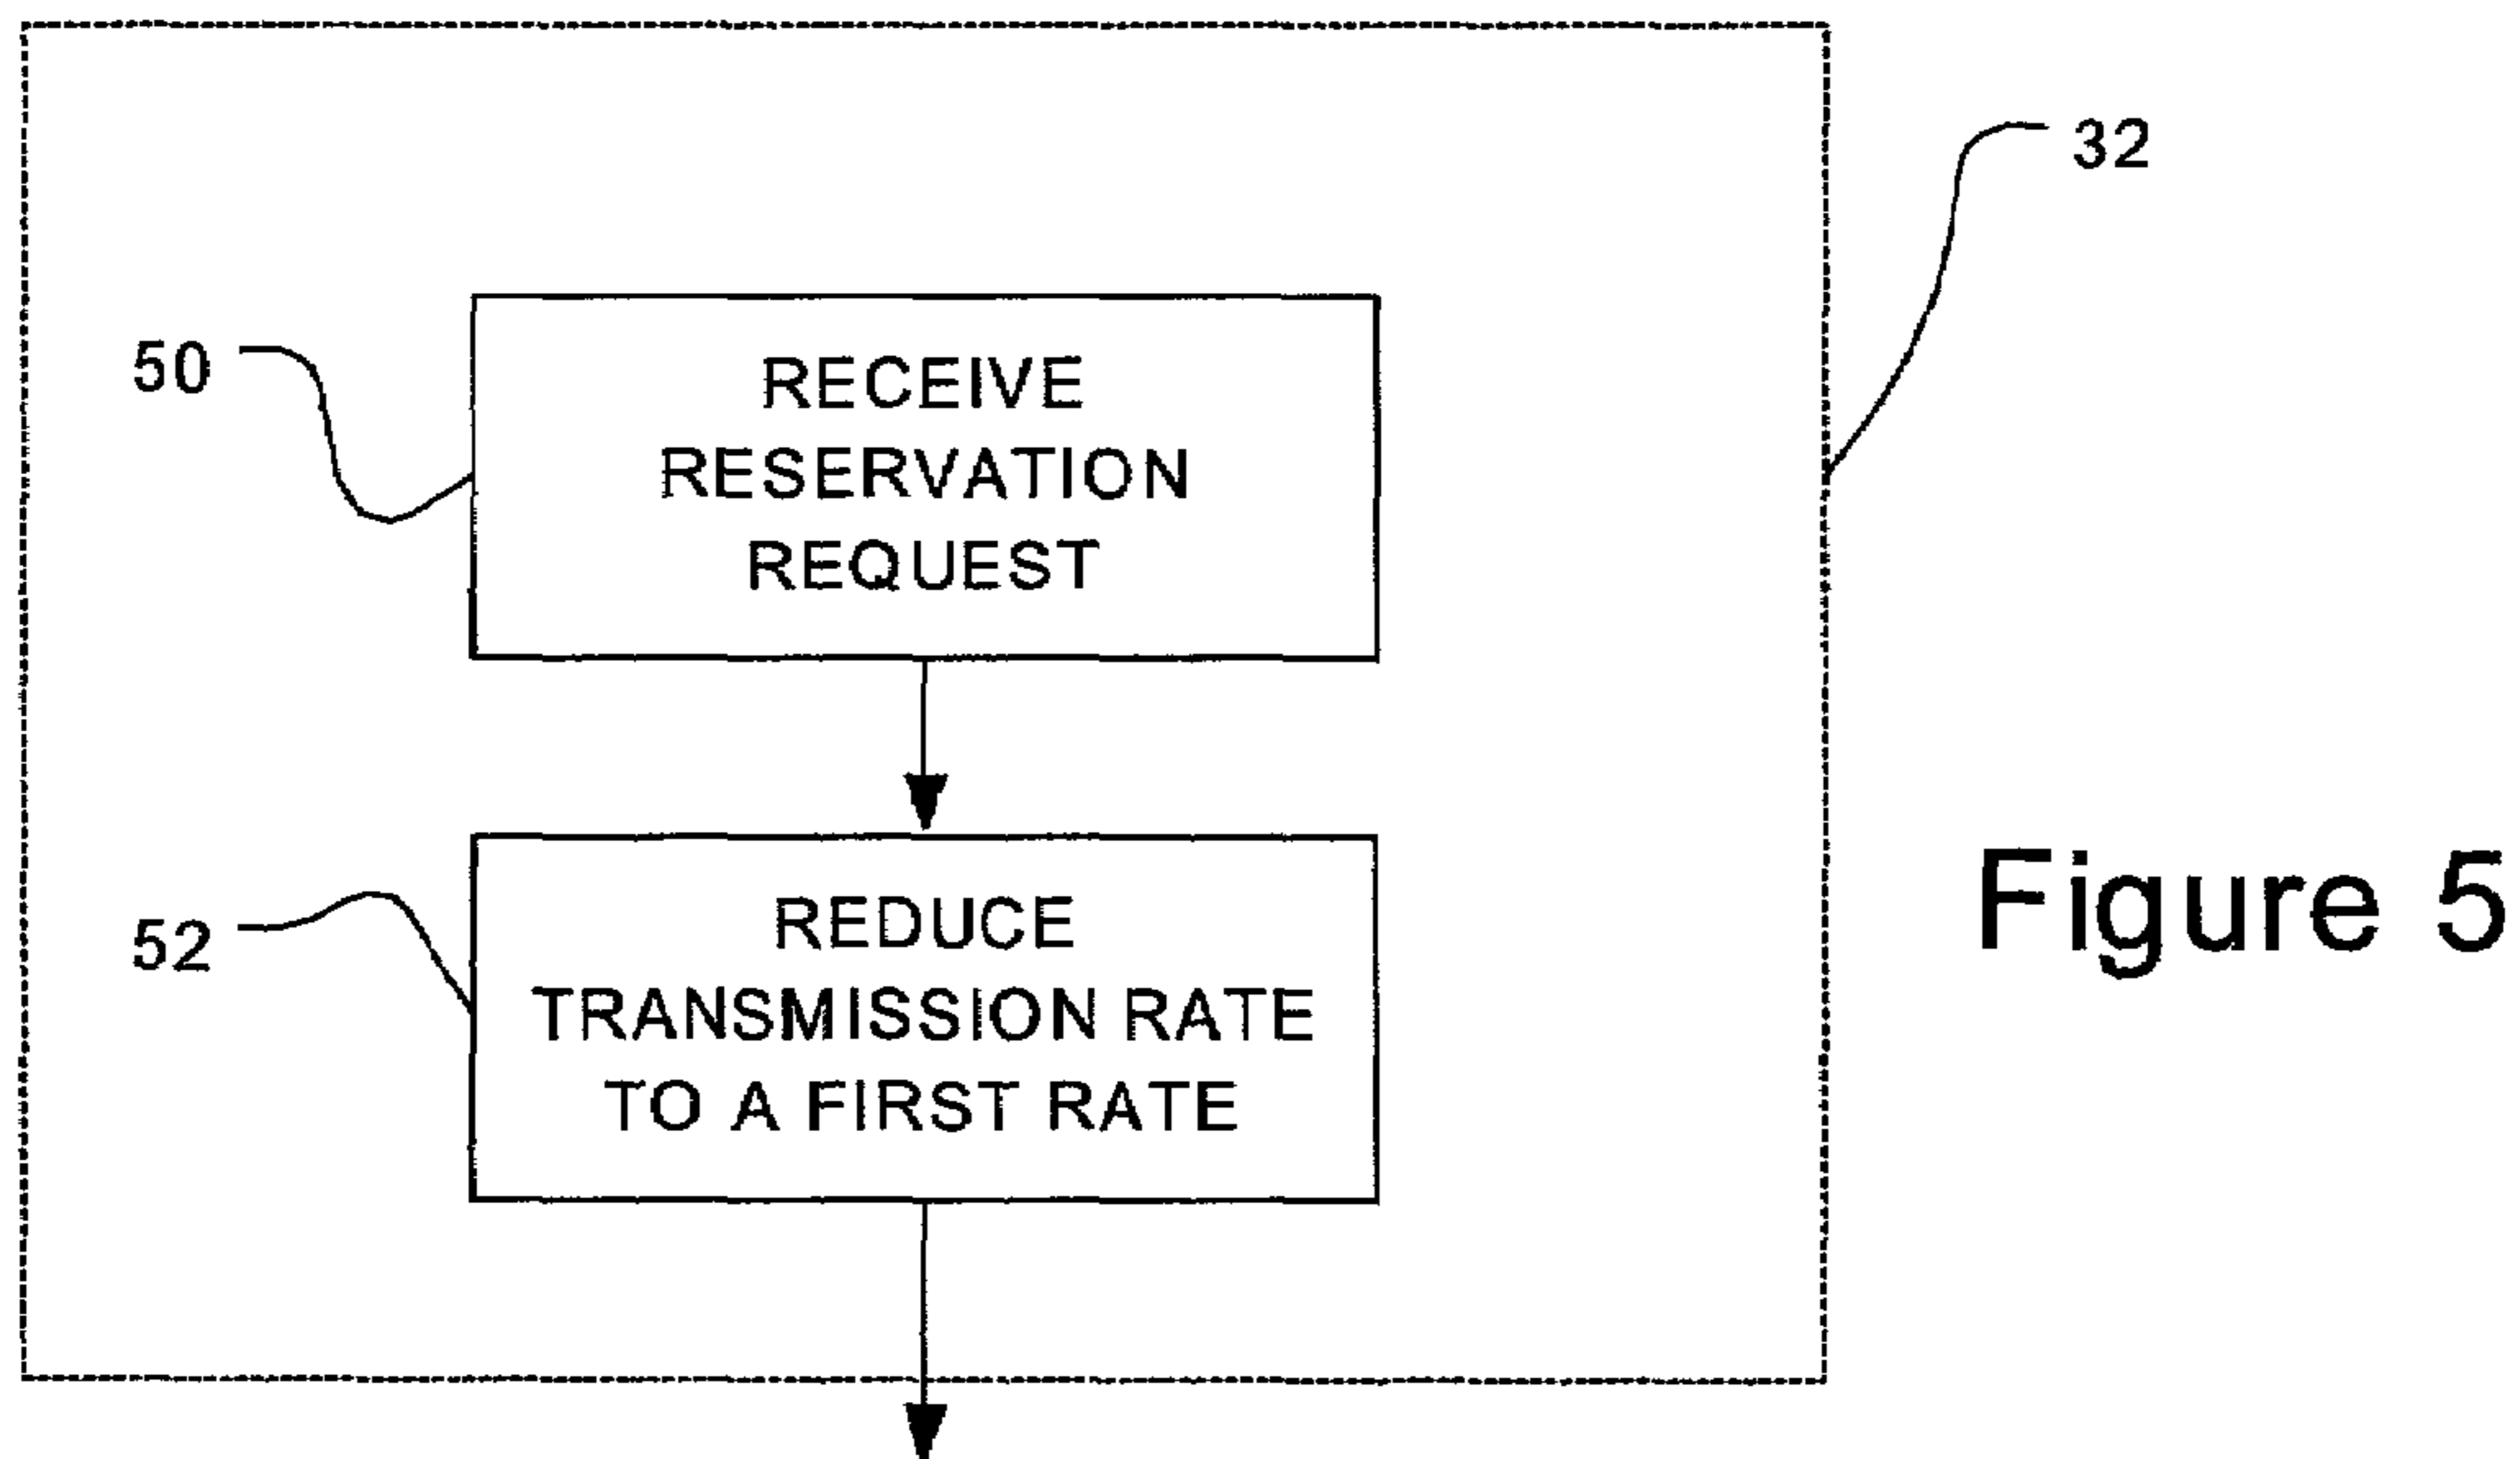 32
50
RECEIVE
RESERVATION
REQUEST
52
REDUCE
TRANSMISSION RATE
TO A FIRST RATE
Figure 5